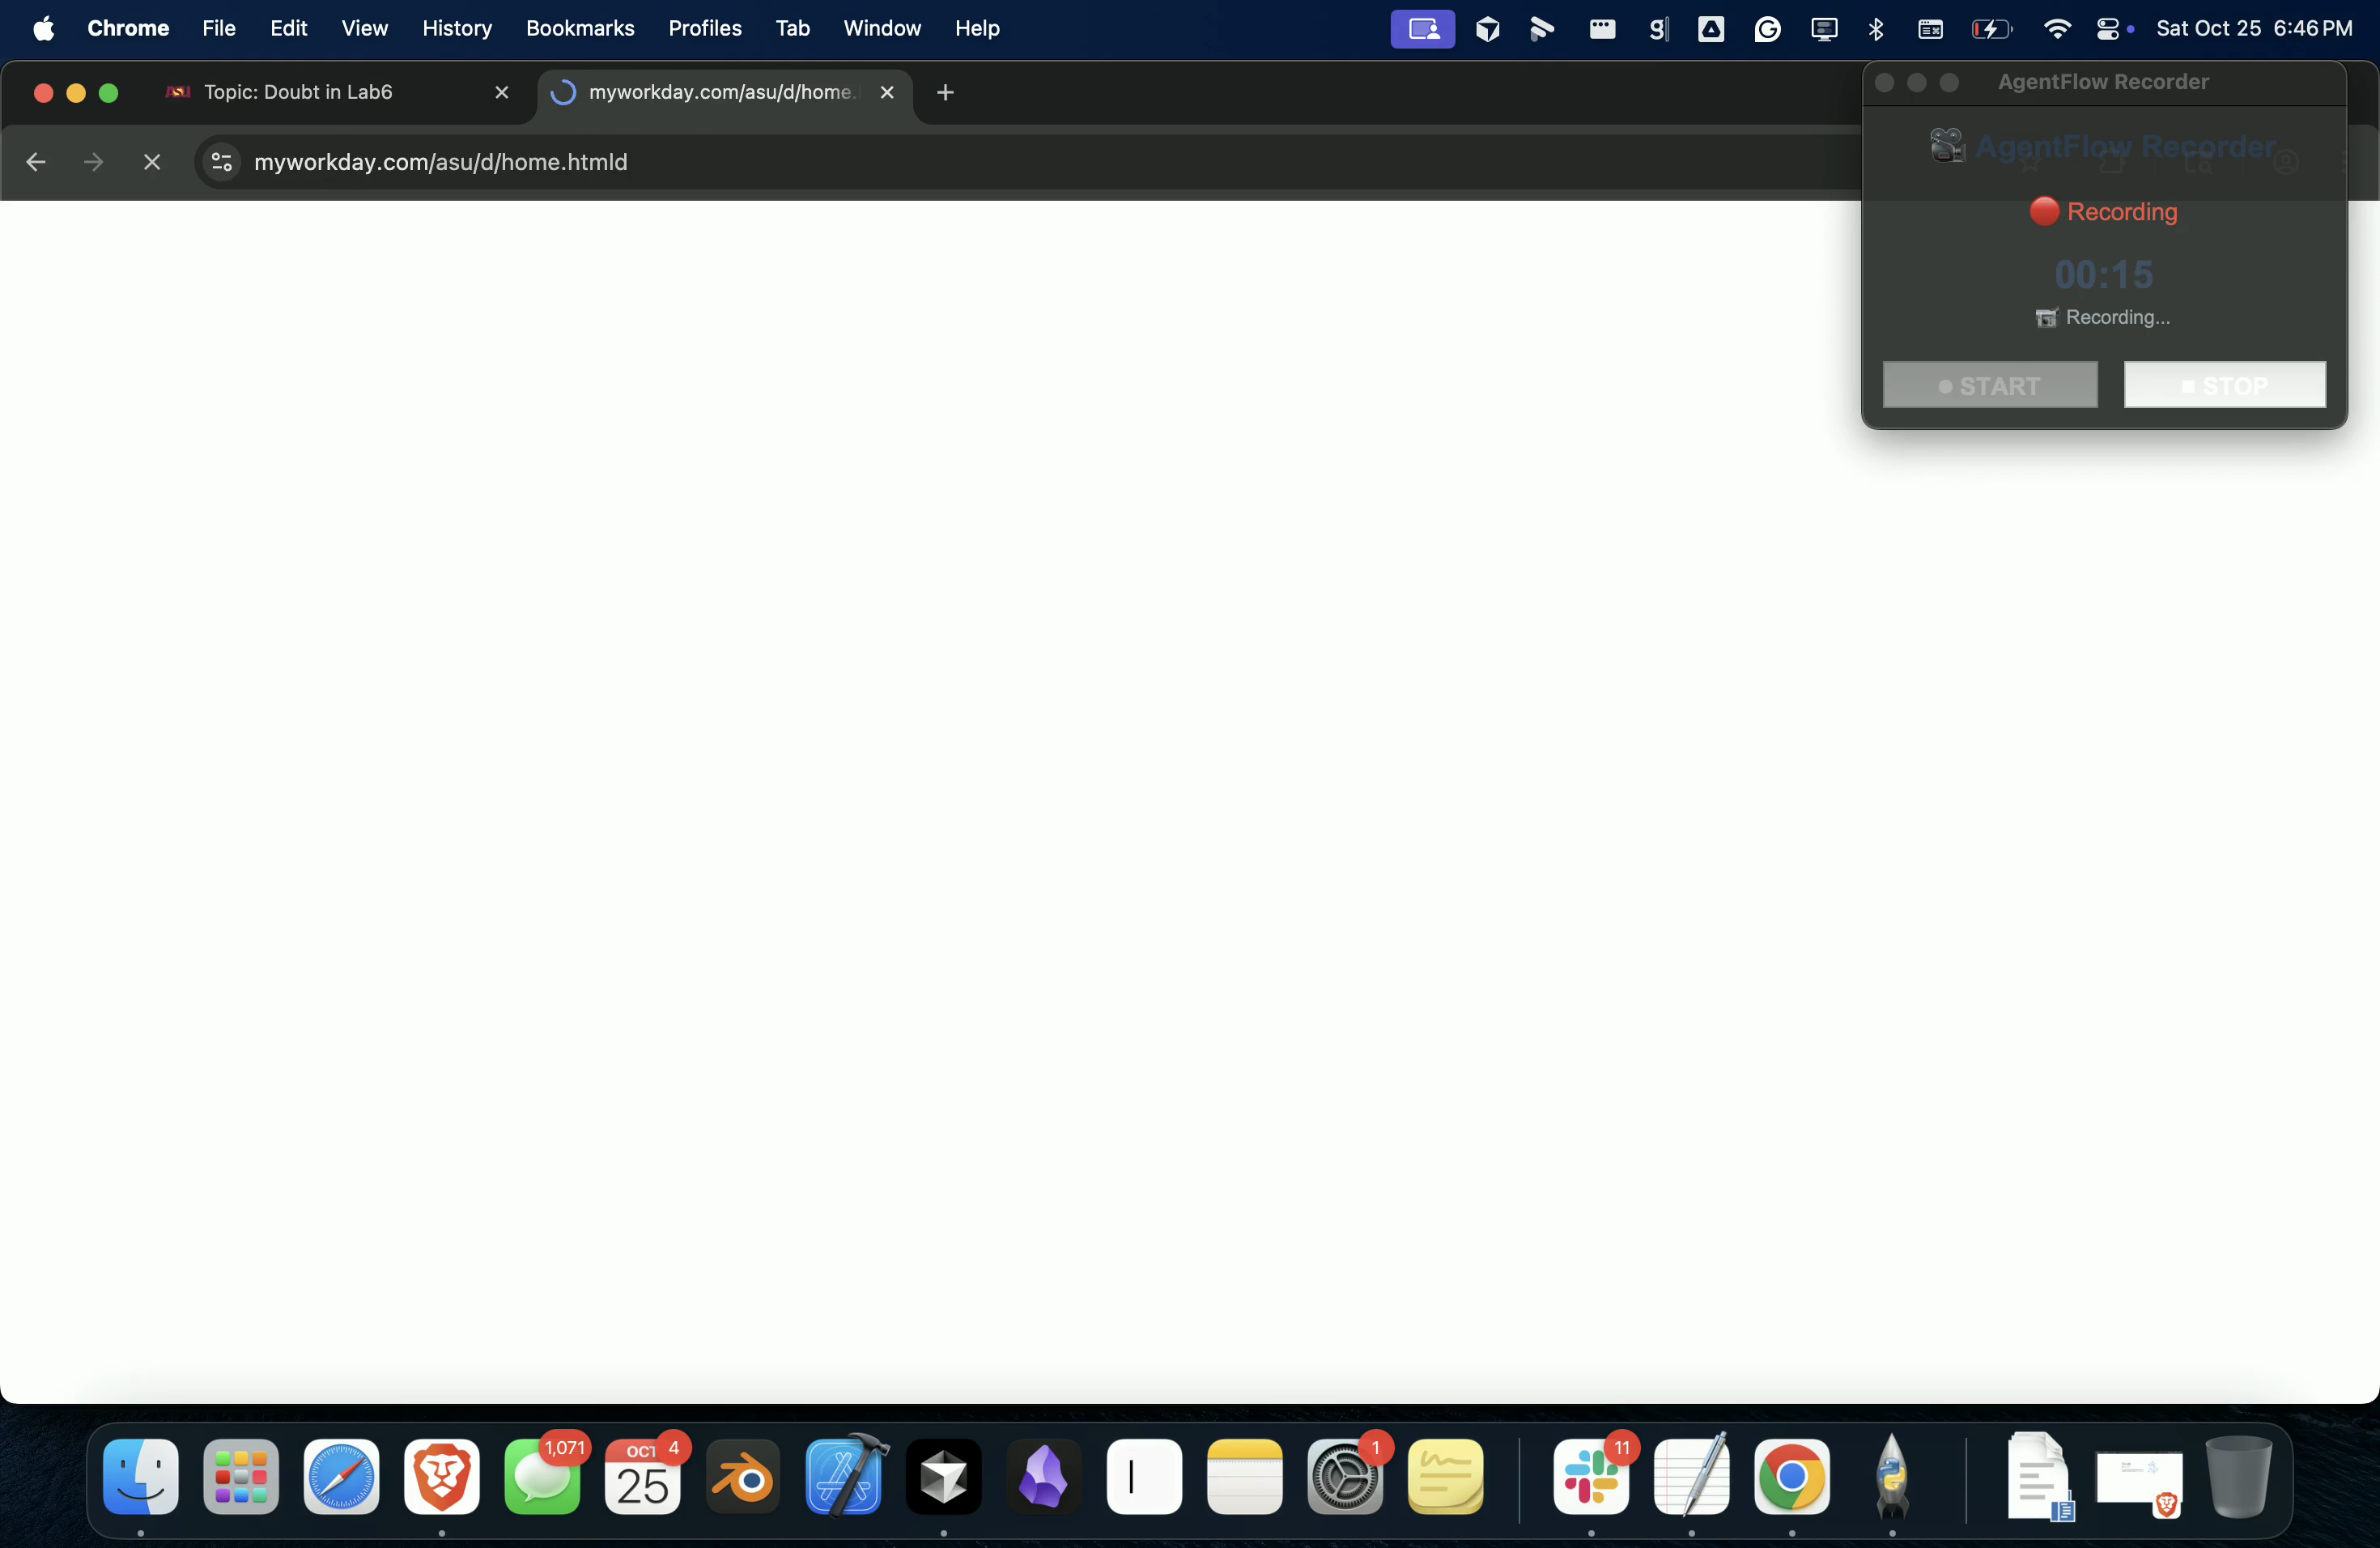 Chrome File Edit View History Bookmarks Profiles Tab Window Help Sat Oct 25 6:46 PM
ASU Topic: Doubt in Lab6 myworkday.com/asu/d/home.
AgentFlow Recorder
myworkday.com/asu/d/home.htmld
AgentFlow Recorder
Recording
00:15
Recording...
START STOP
1,071
OCT 4
25
1
11